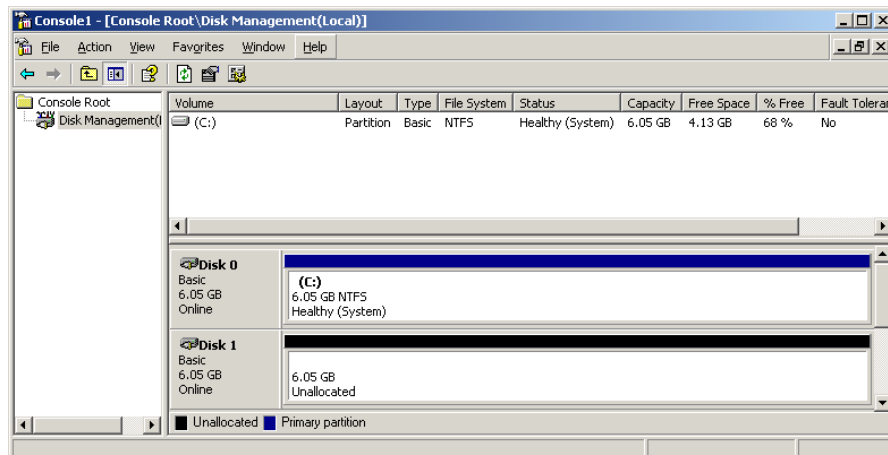 Console1 - [Console Root\Disk Management(Local)]
File Action View Favorites Window Help
Console Root
Disk Management(l
Volume Layout Type File System Status Capacity Free Space % Free Fault Toleran
(C:) Partition Basic NTFS Healthy (System) 6.05 GB 4.13 GB 68 % No
Disk 0
Basic
6.05 GB
Online
(C:)
6.05 GB NTFS
Healthy (System)
Disk 1
Basic
6.05 GB
Online
6.05 GB
Unallocated
Unallocated Primary partition